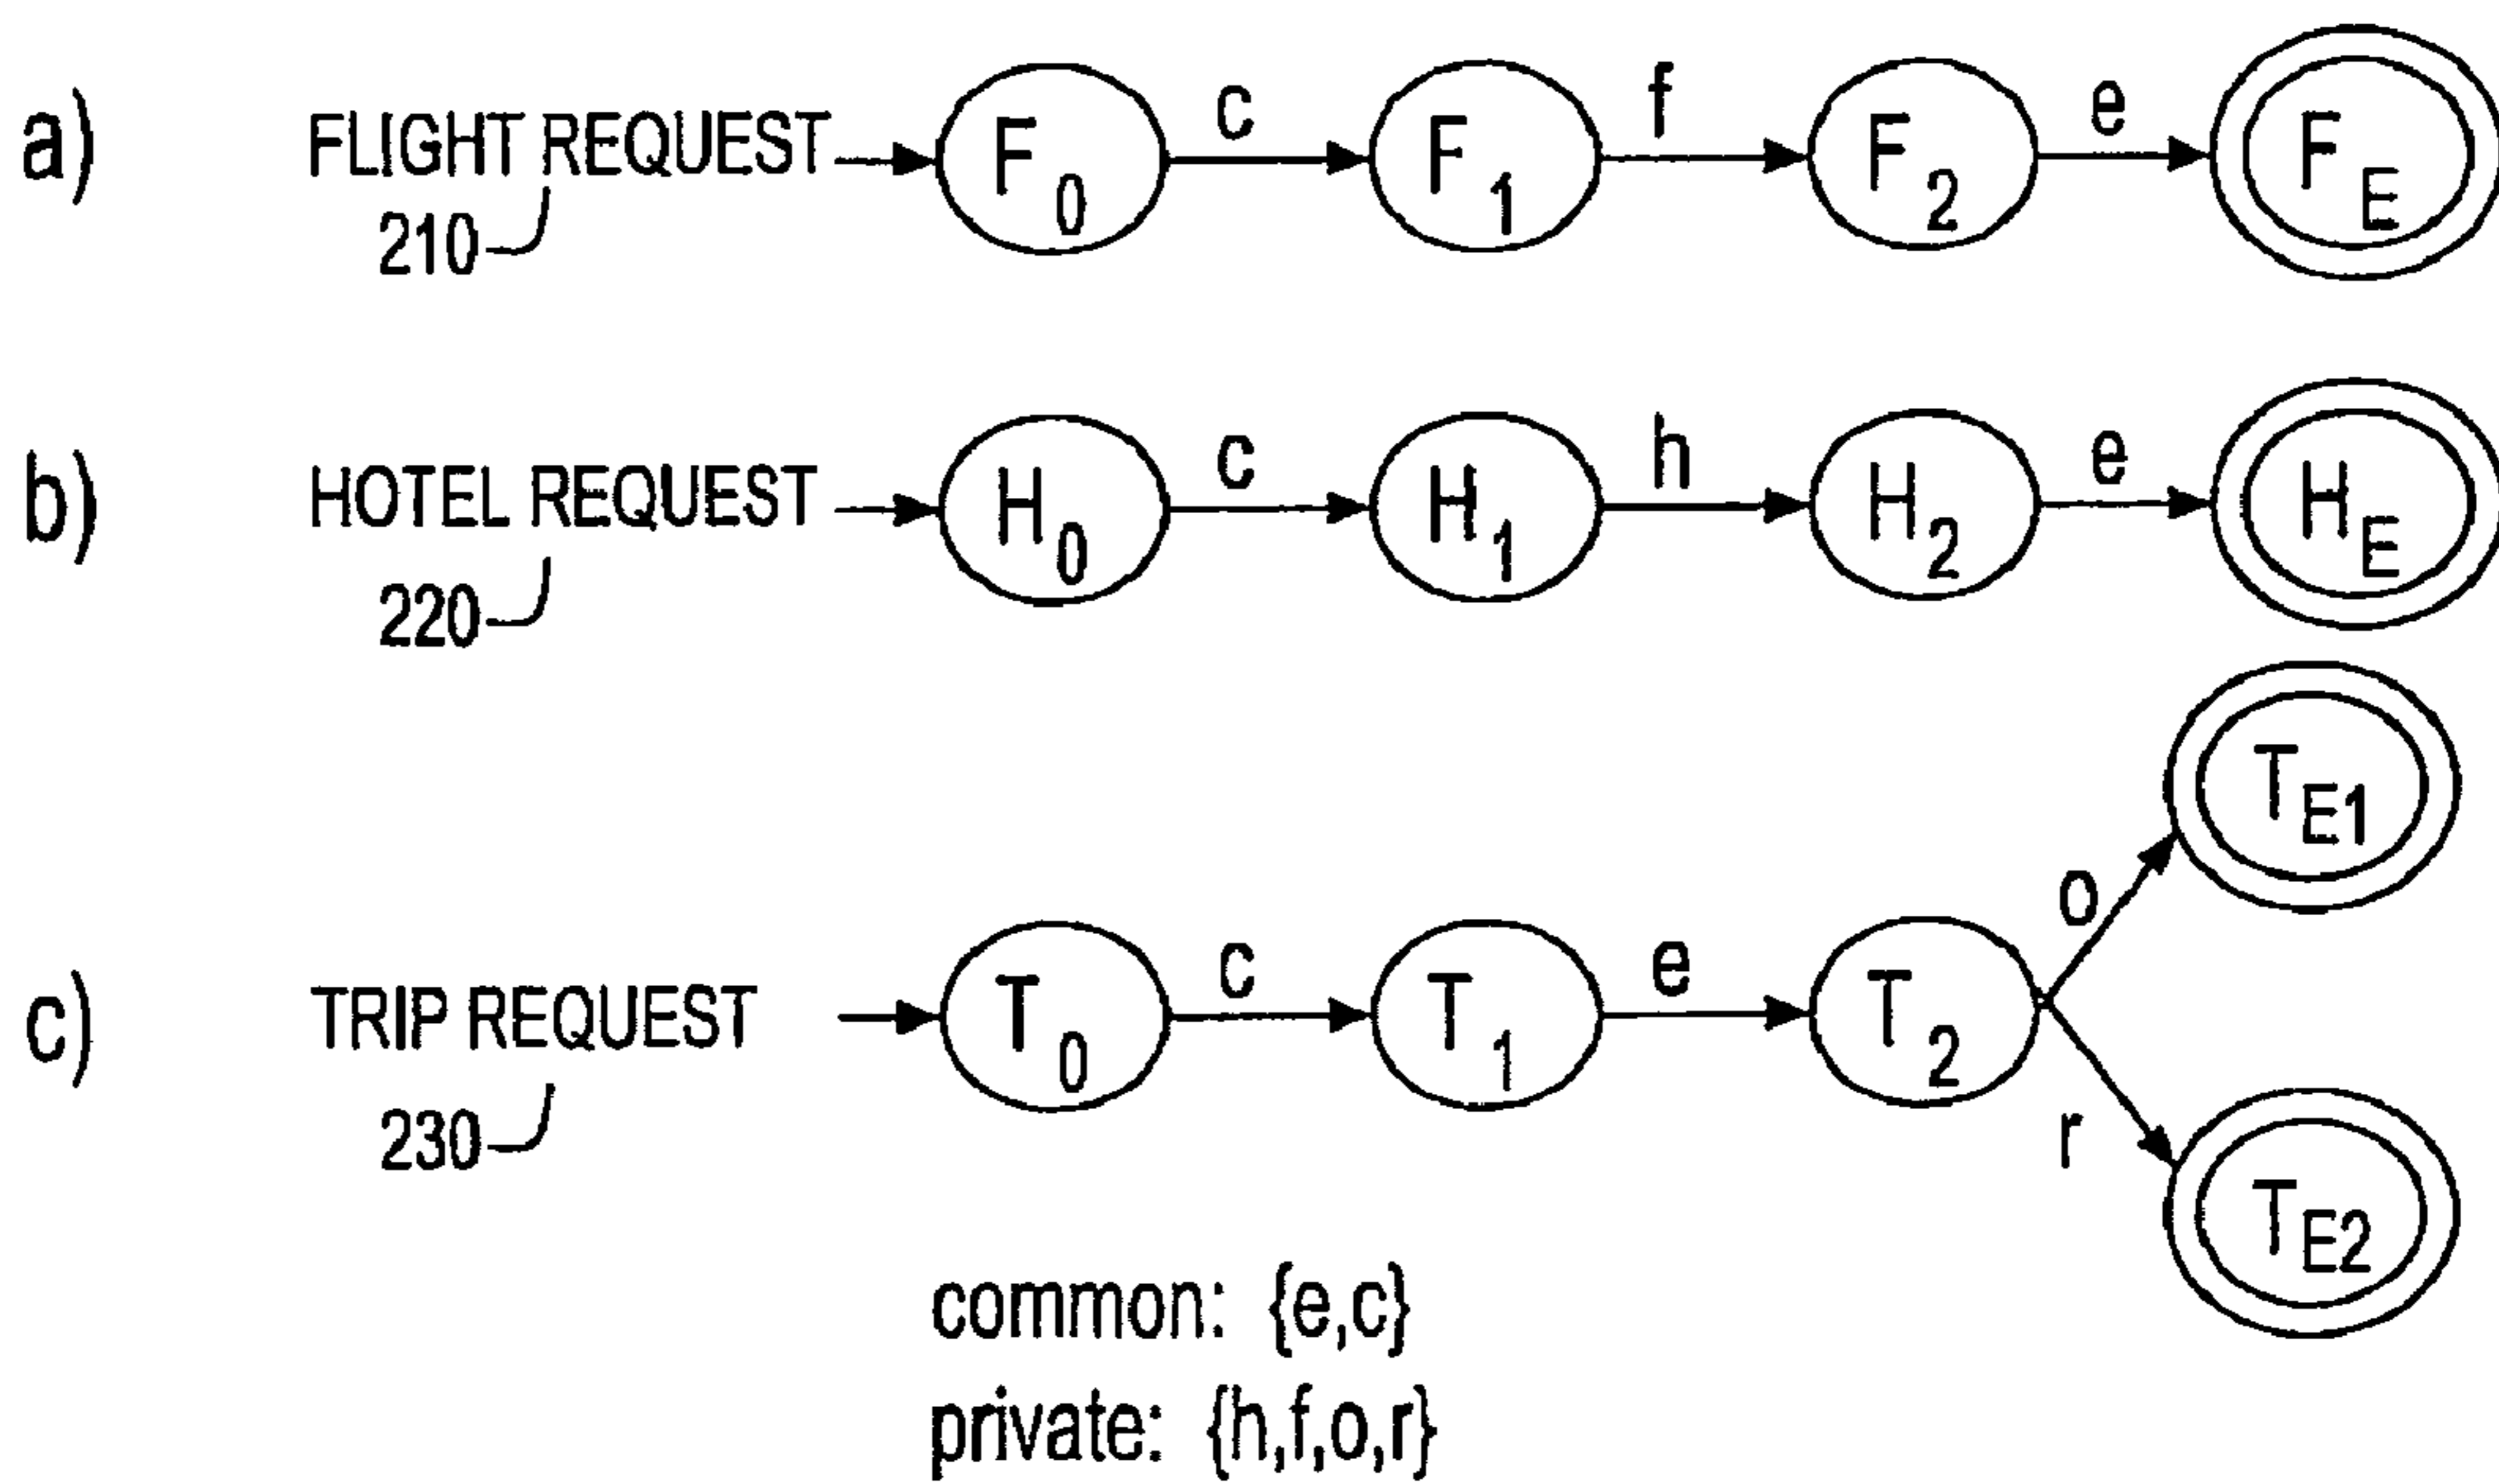 a) FLIGHT REQUEST F0 c F1 f F2 e FE
210
b) HOTEL REQUEST H0 c H1 h H2 e HE
220
TE1
o
c) TRIP REQUEST T0 c T1 e T2
230 r
TE2
common: {e,c}
private: {h,f,o,r}